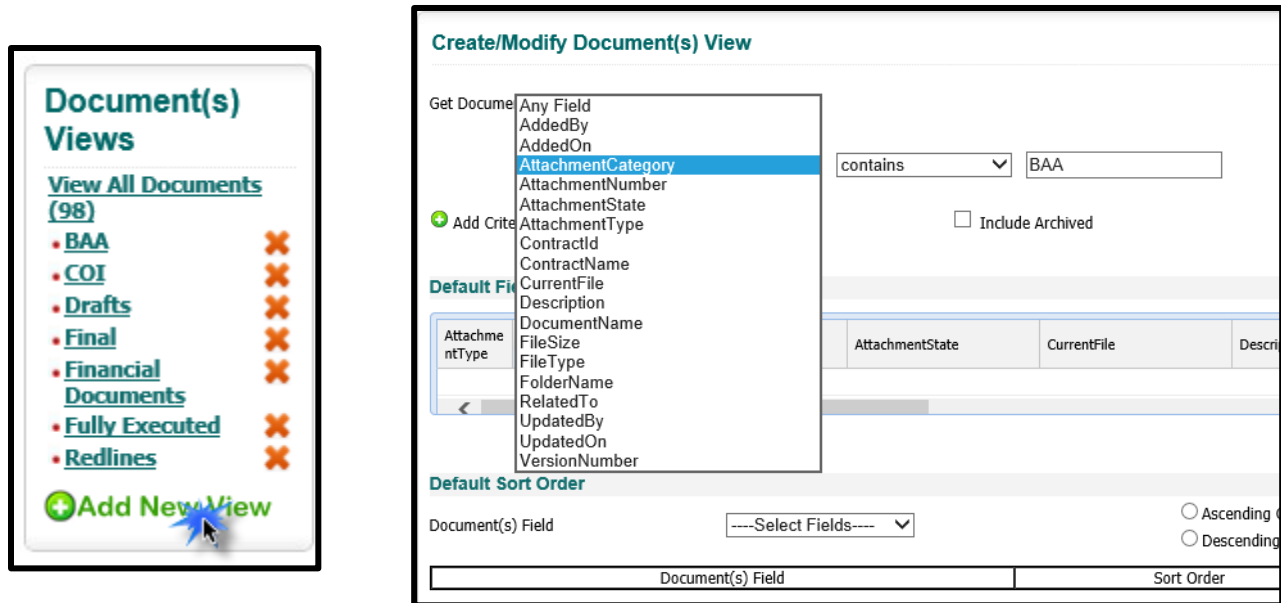 Document(s)
Views
View All Documents
(98)
BAA
COI
Drafts
Final
Financial
Documents
Fully Executed
Redlines
Add New View
Create/Modify Document(s) View
Get Docume
Any Field
AddedBy
AddedOn
AttachmentCategory
contains
BAA
AttachmentNumber
AttachmentState
Add Crite
AttachmentType
Include Archived
ContractId
ContractName
Default Fie
CurrentFile
Description
DocumentName
Attachme
ntType
AttachmentState
CurrentFile
Descri
FileSize
FileType
FolderName
RelatedTo
UpdatedBy
UpdatedOn
VersionNumber
Default Sort Order
Document(s) Field
----Select Fields----
Ascending
Descending
Document(s) Field
Sort Order